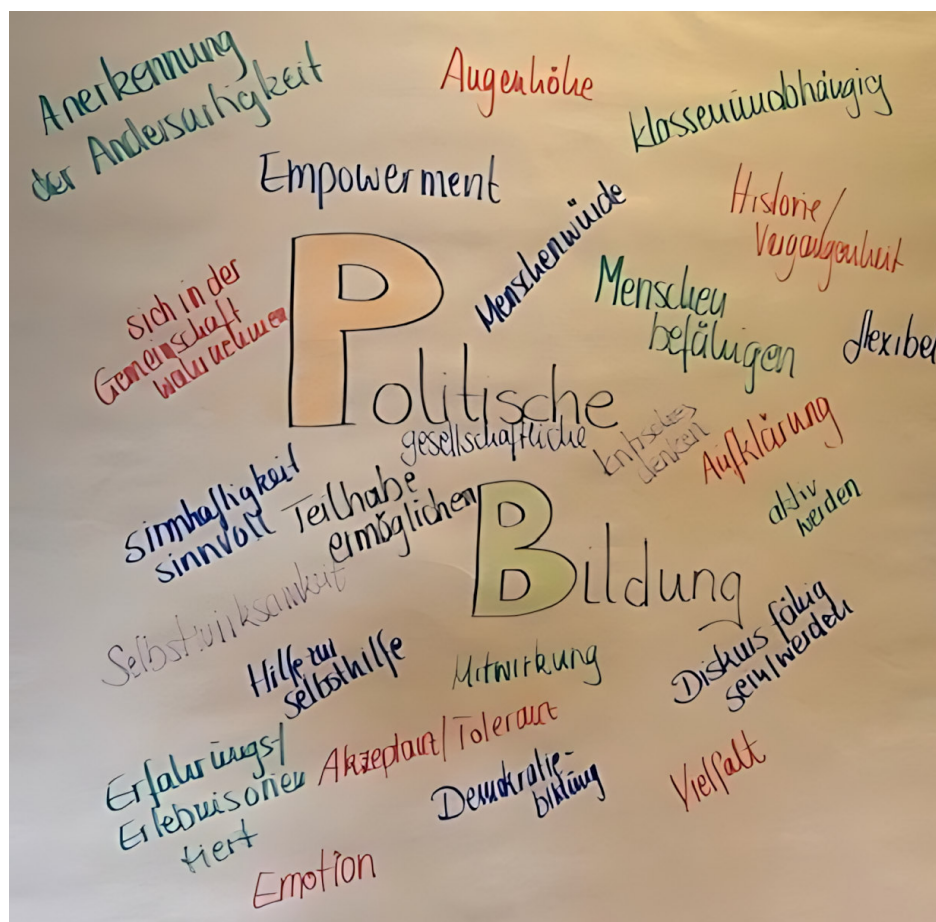 Anerkennung
der Andersartigkeit
Augenhöhe
klassenunabhängig
Empowerment
Menschenwürde
Historie/
Vergangenheit
sich in der
Gemeinschaft
wahrnehmen
Menschen
befähigen
flexibel
Politische
gesellschaftliche
kritisches
denken
Aufklärung
Sinnhaftigkeit
sinnvoll
Teilhabe
ermöglichen
aktiv
werden
Bildung
Selbstwirksamkeit
Hilfe zur
selbsthilfe
Mitwirkung
Diskurs fähig
sein/werden
Erfahrungs-/
Erlebnisorien
tiert
Akzeptanz/Toleranz
Demokratie-
bildung
Vielfalt
Emotion